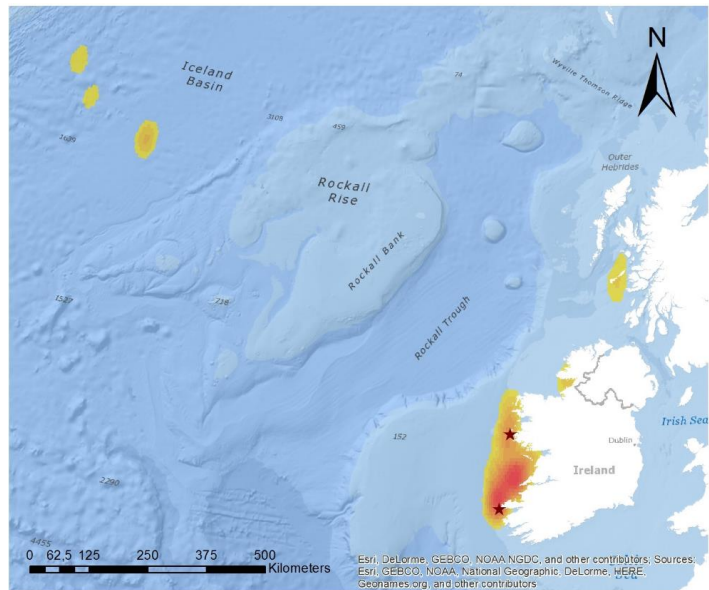 N
Iceland
Basin
Wyville Thomson Ridge
74
3105
459
1639
Outer
Hebrides
Rockall
Rise
Rockall Bank
1527
738
Rockall Trough
152
Irish Sea
Dublin
Ireland
2290
4455
0 62,5 125 250 375 500
Kilometers
Esri, DeLorme, GEBCO, NOAA NGDC, and other contributors; Sources:
Esri, GEBCO, NOAA, National Geographic, DeLorme, HERE,
Geonames.org, and other contributors